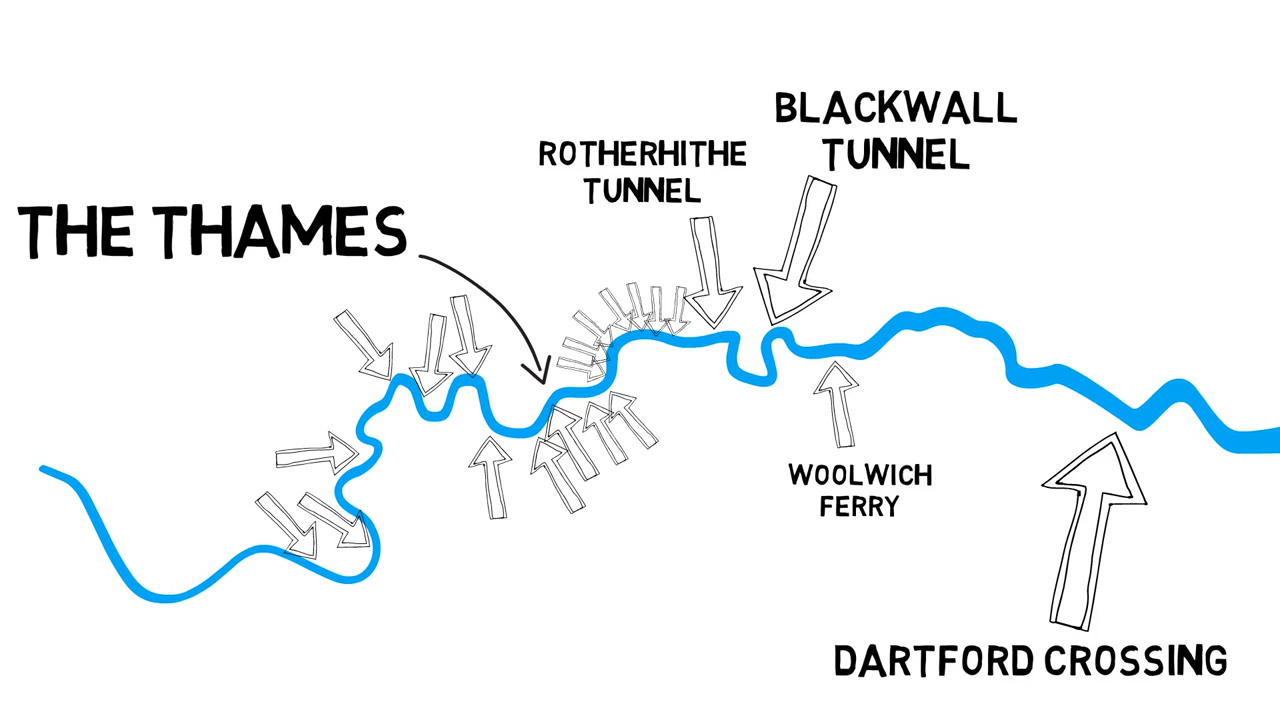 BLACKWALL
TUNNEL
ROTHERHITHE
TUNNEL
THE THAMES
WOOLWICH
FERRY
DARTFORD CROSSING